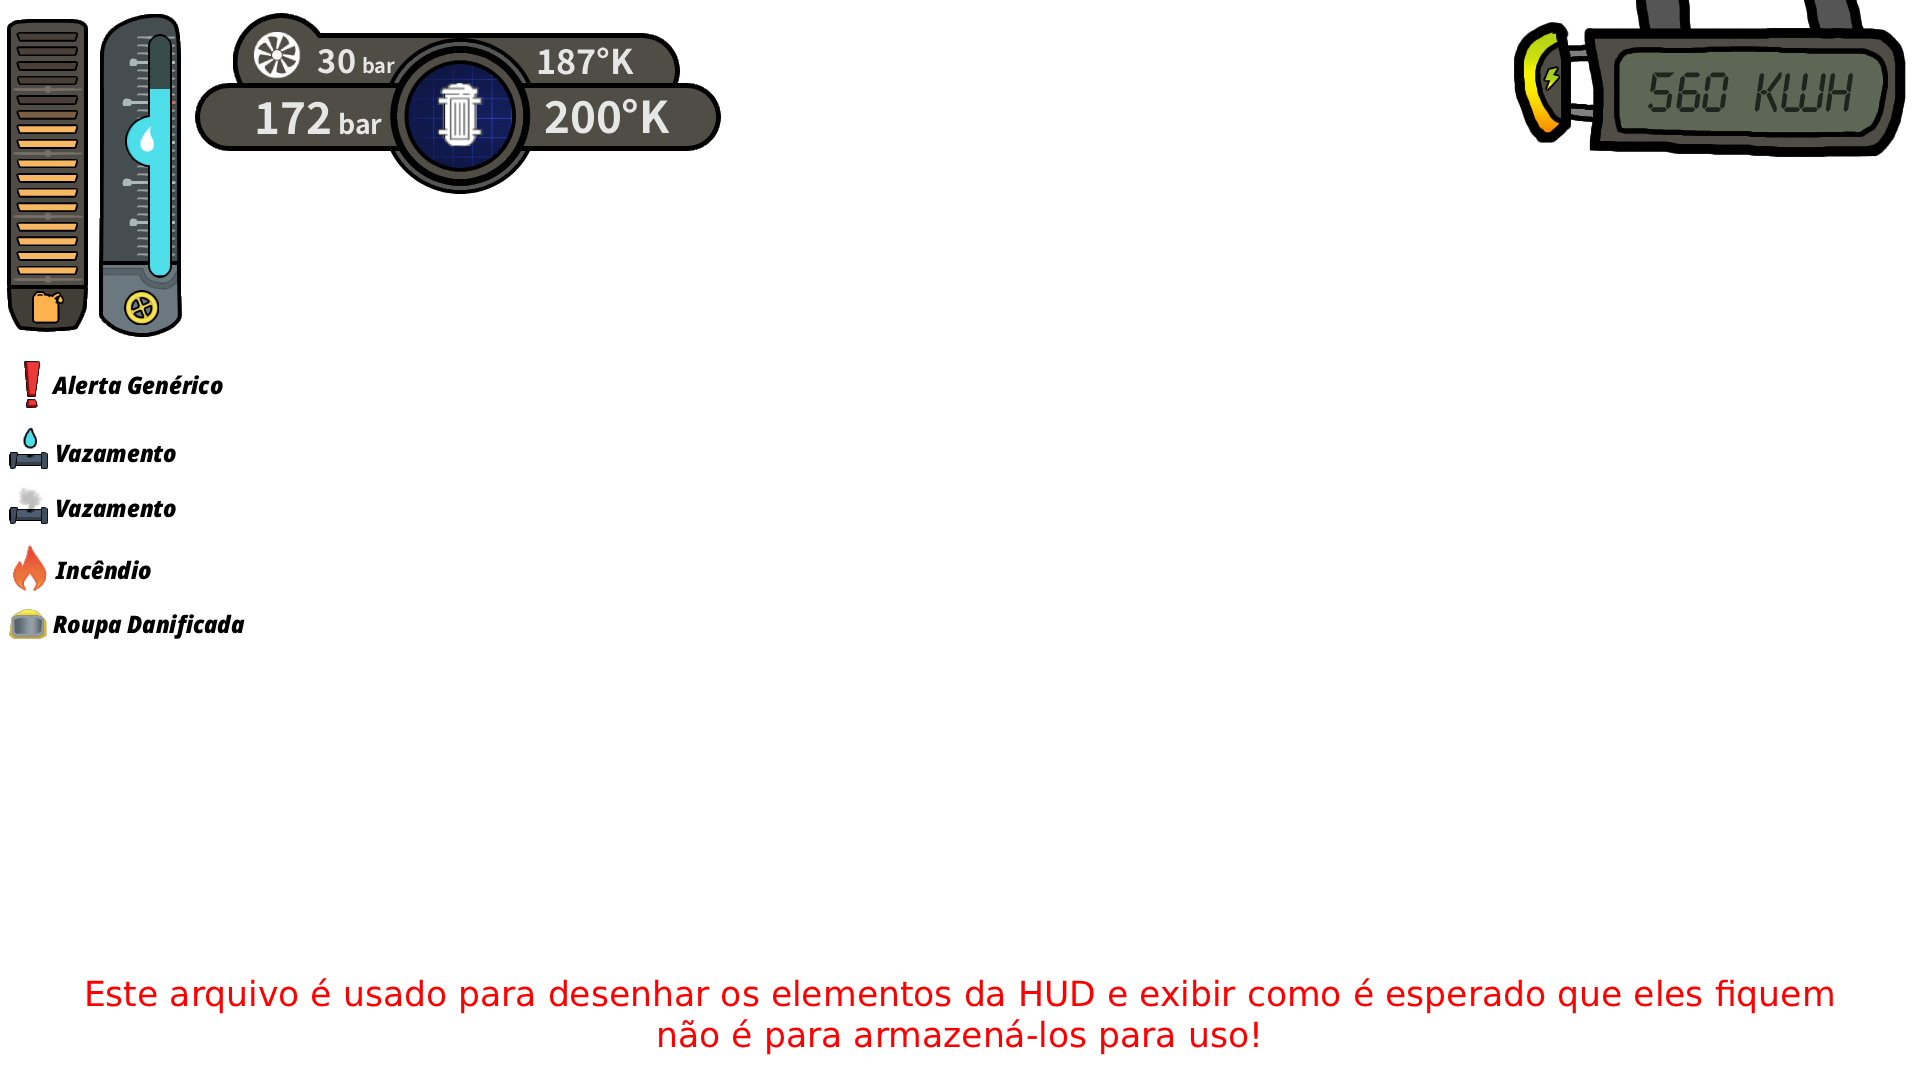 30 bar 187°K
172 bar 200°K
560 KWH
Alerta Genérico
Vazamento
Vazamento
Incêndio
Roupa Danificada
Este arquivo é usado para desenhar os elementos da HUD e exibir como é esperado que eles fiquem
não é para armazená-los para uso!